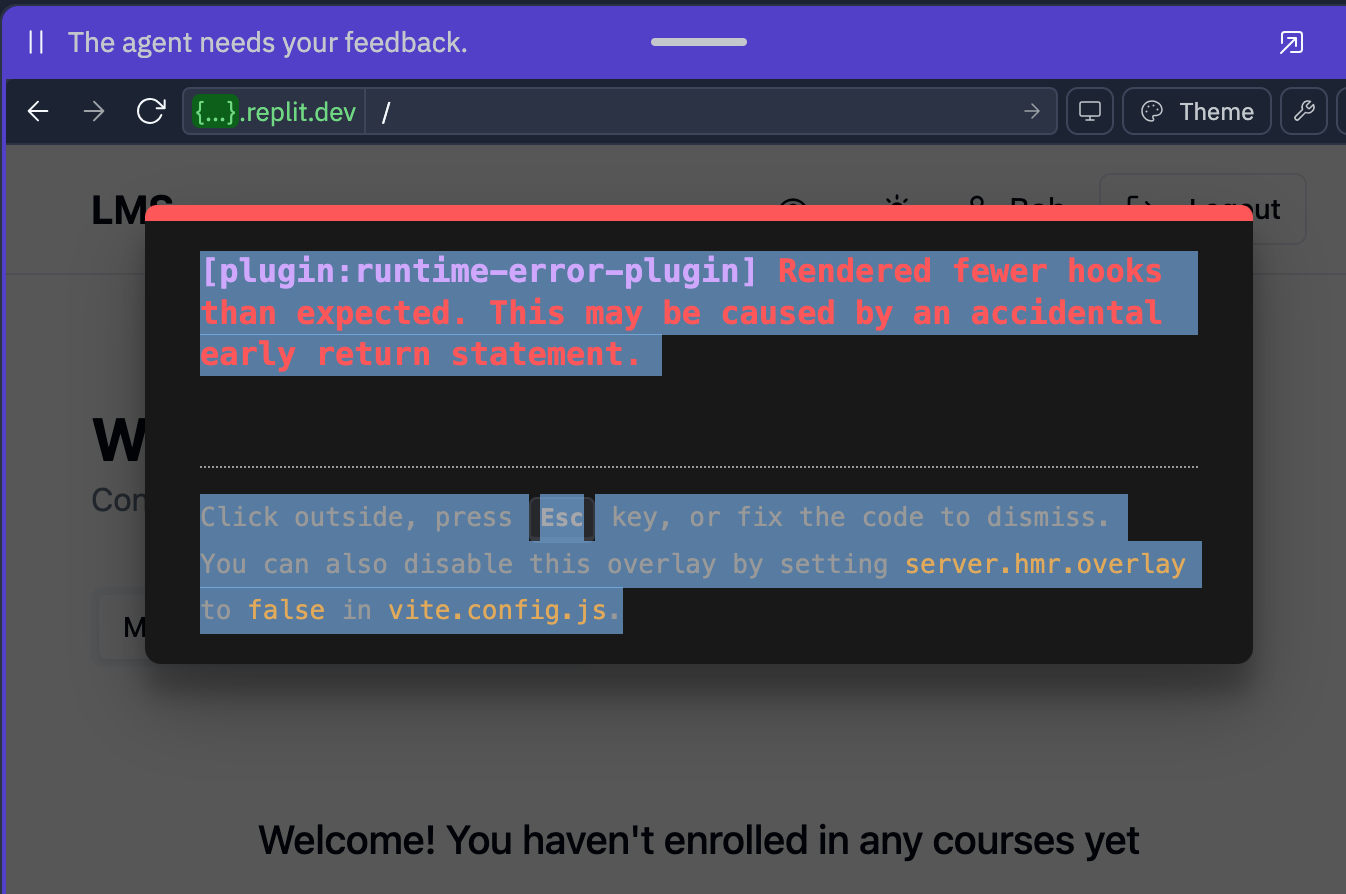 The agent needs your feedback.
{...}.replit.dev /
Theme
LMS
[plugin:runtime-error-plugin] Rendered fewer hooks
than expected. This may be caused by an accidental
early return statement.
Click outside, press Esc key, or fix the code to dismiss.
You can also disable this overlay by setting server.hmr.overlay
to false in vite.config.js.
Welcome! You haven't enrolled in any courses yet